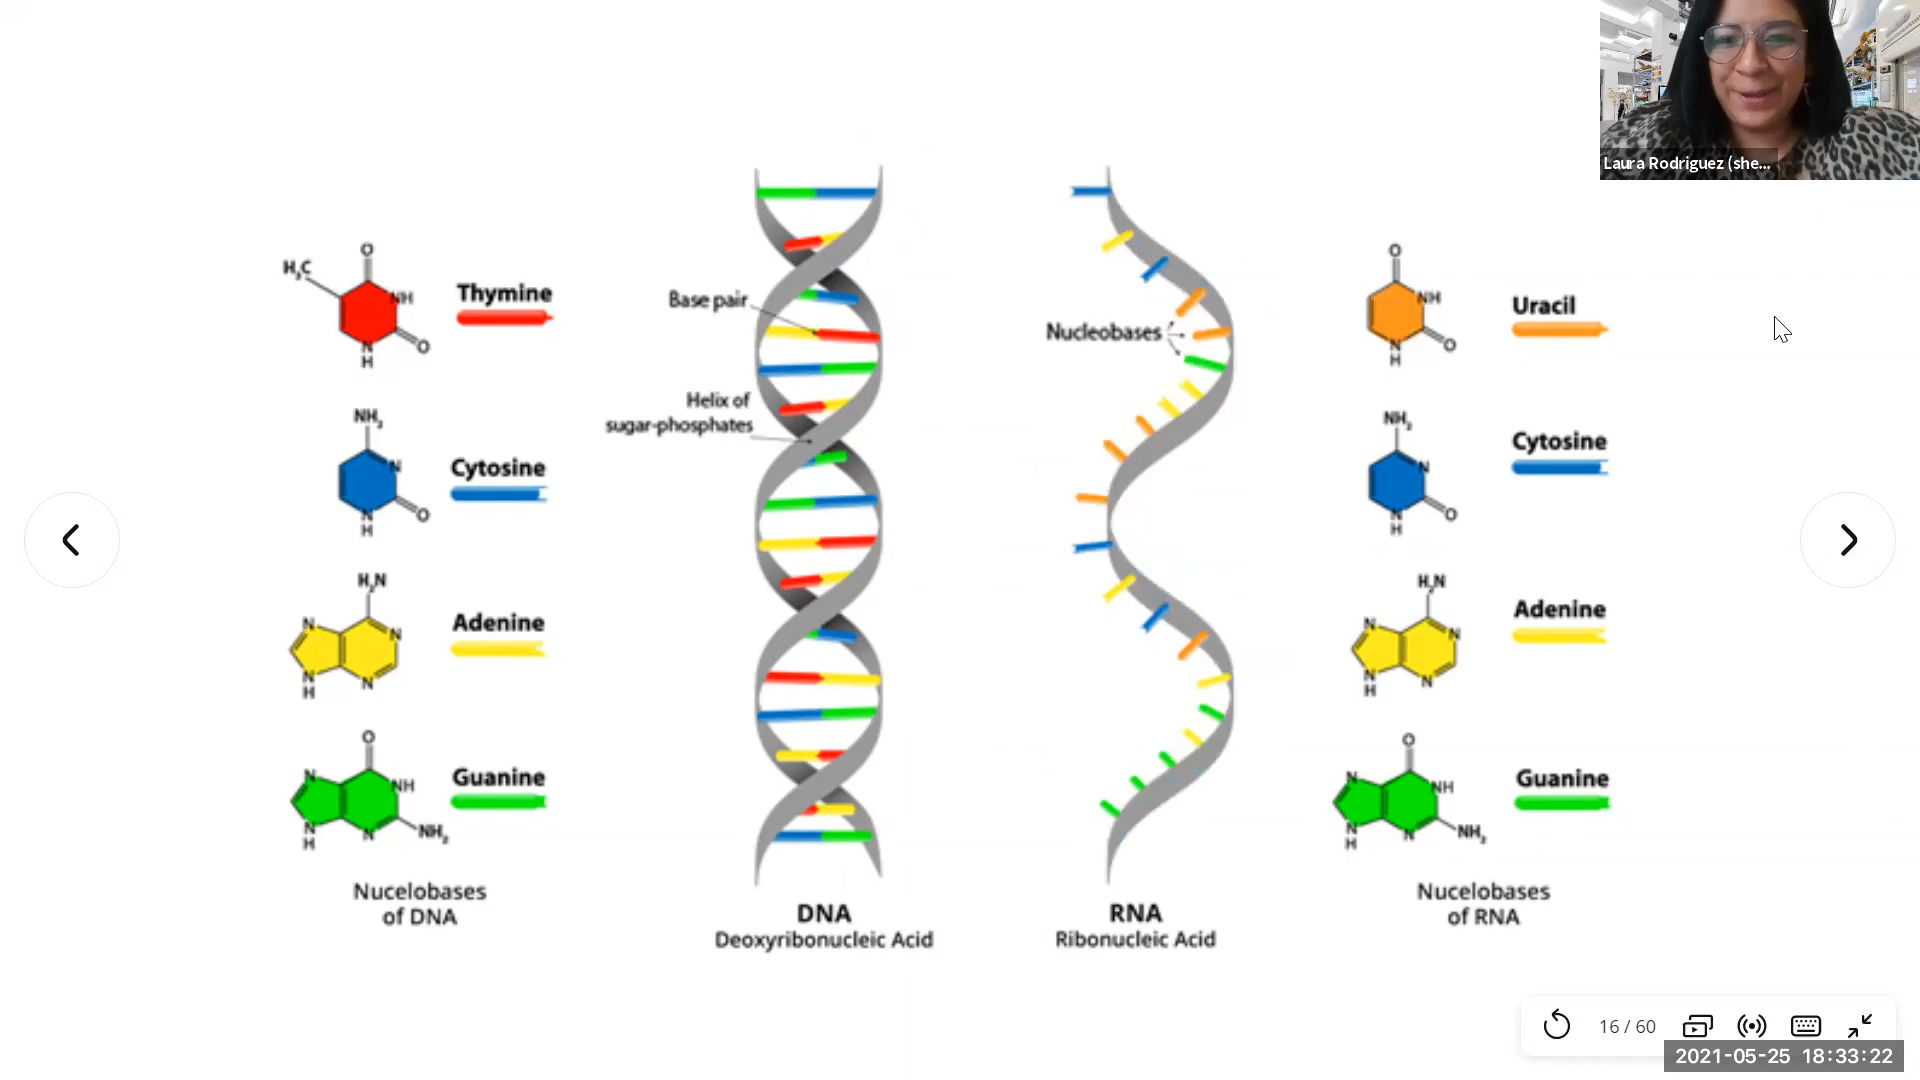 Laura Rodriguez (she...
O
H₃C
NH
O
N
H
Thymine
NH₂
N
O
N
H
Cytosine
H₂N
N
N
N
H
N
Adenine
O
N
NH
N
H
N
NH₂
Guanine
Nucelobases
of DNA
Base pair
Helix of
sugar-phosphates
DNA
Deoxyribonucleic Acid
Nucleobases
RNA
Ribonucleic Acid
O
NH
O
N
H
Uracil
NH₂
N
O
N
H
Cytosine
H₂N
N
N
N
H
N
Adenine
O
N
NH
N
H
N
NH₂
Guanine
Nucelobases
of RNA
16 / 60
2021-05-25 18:33:22